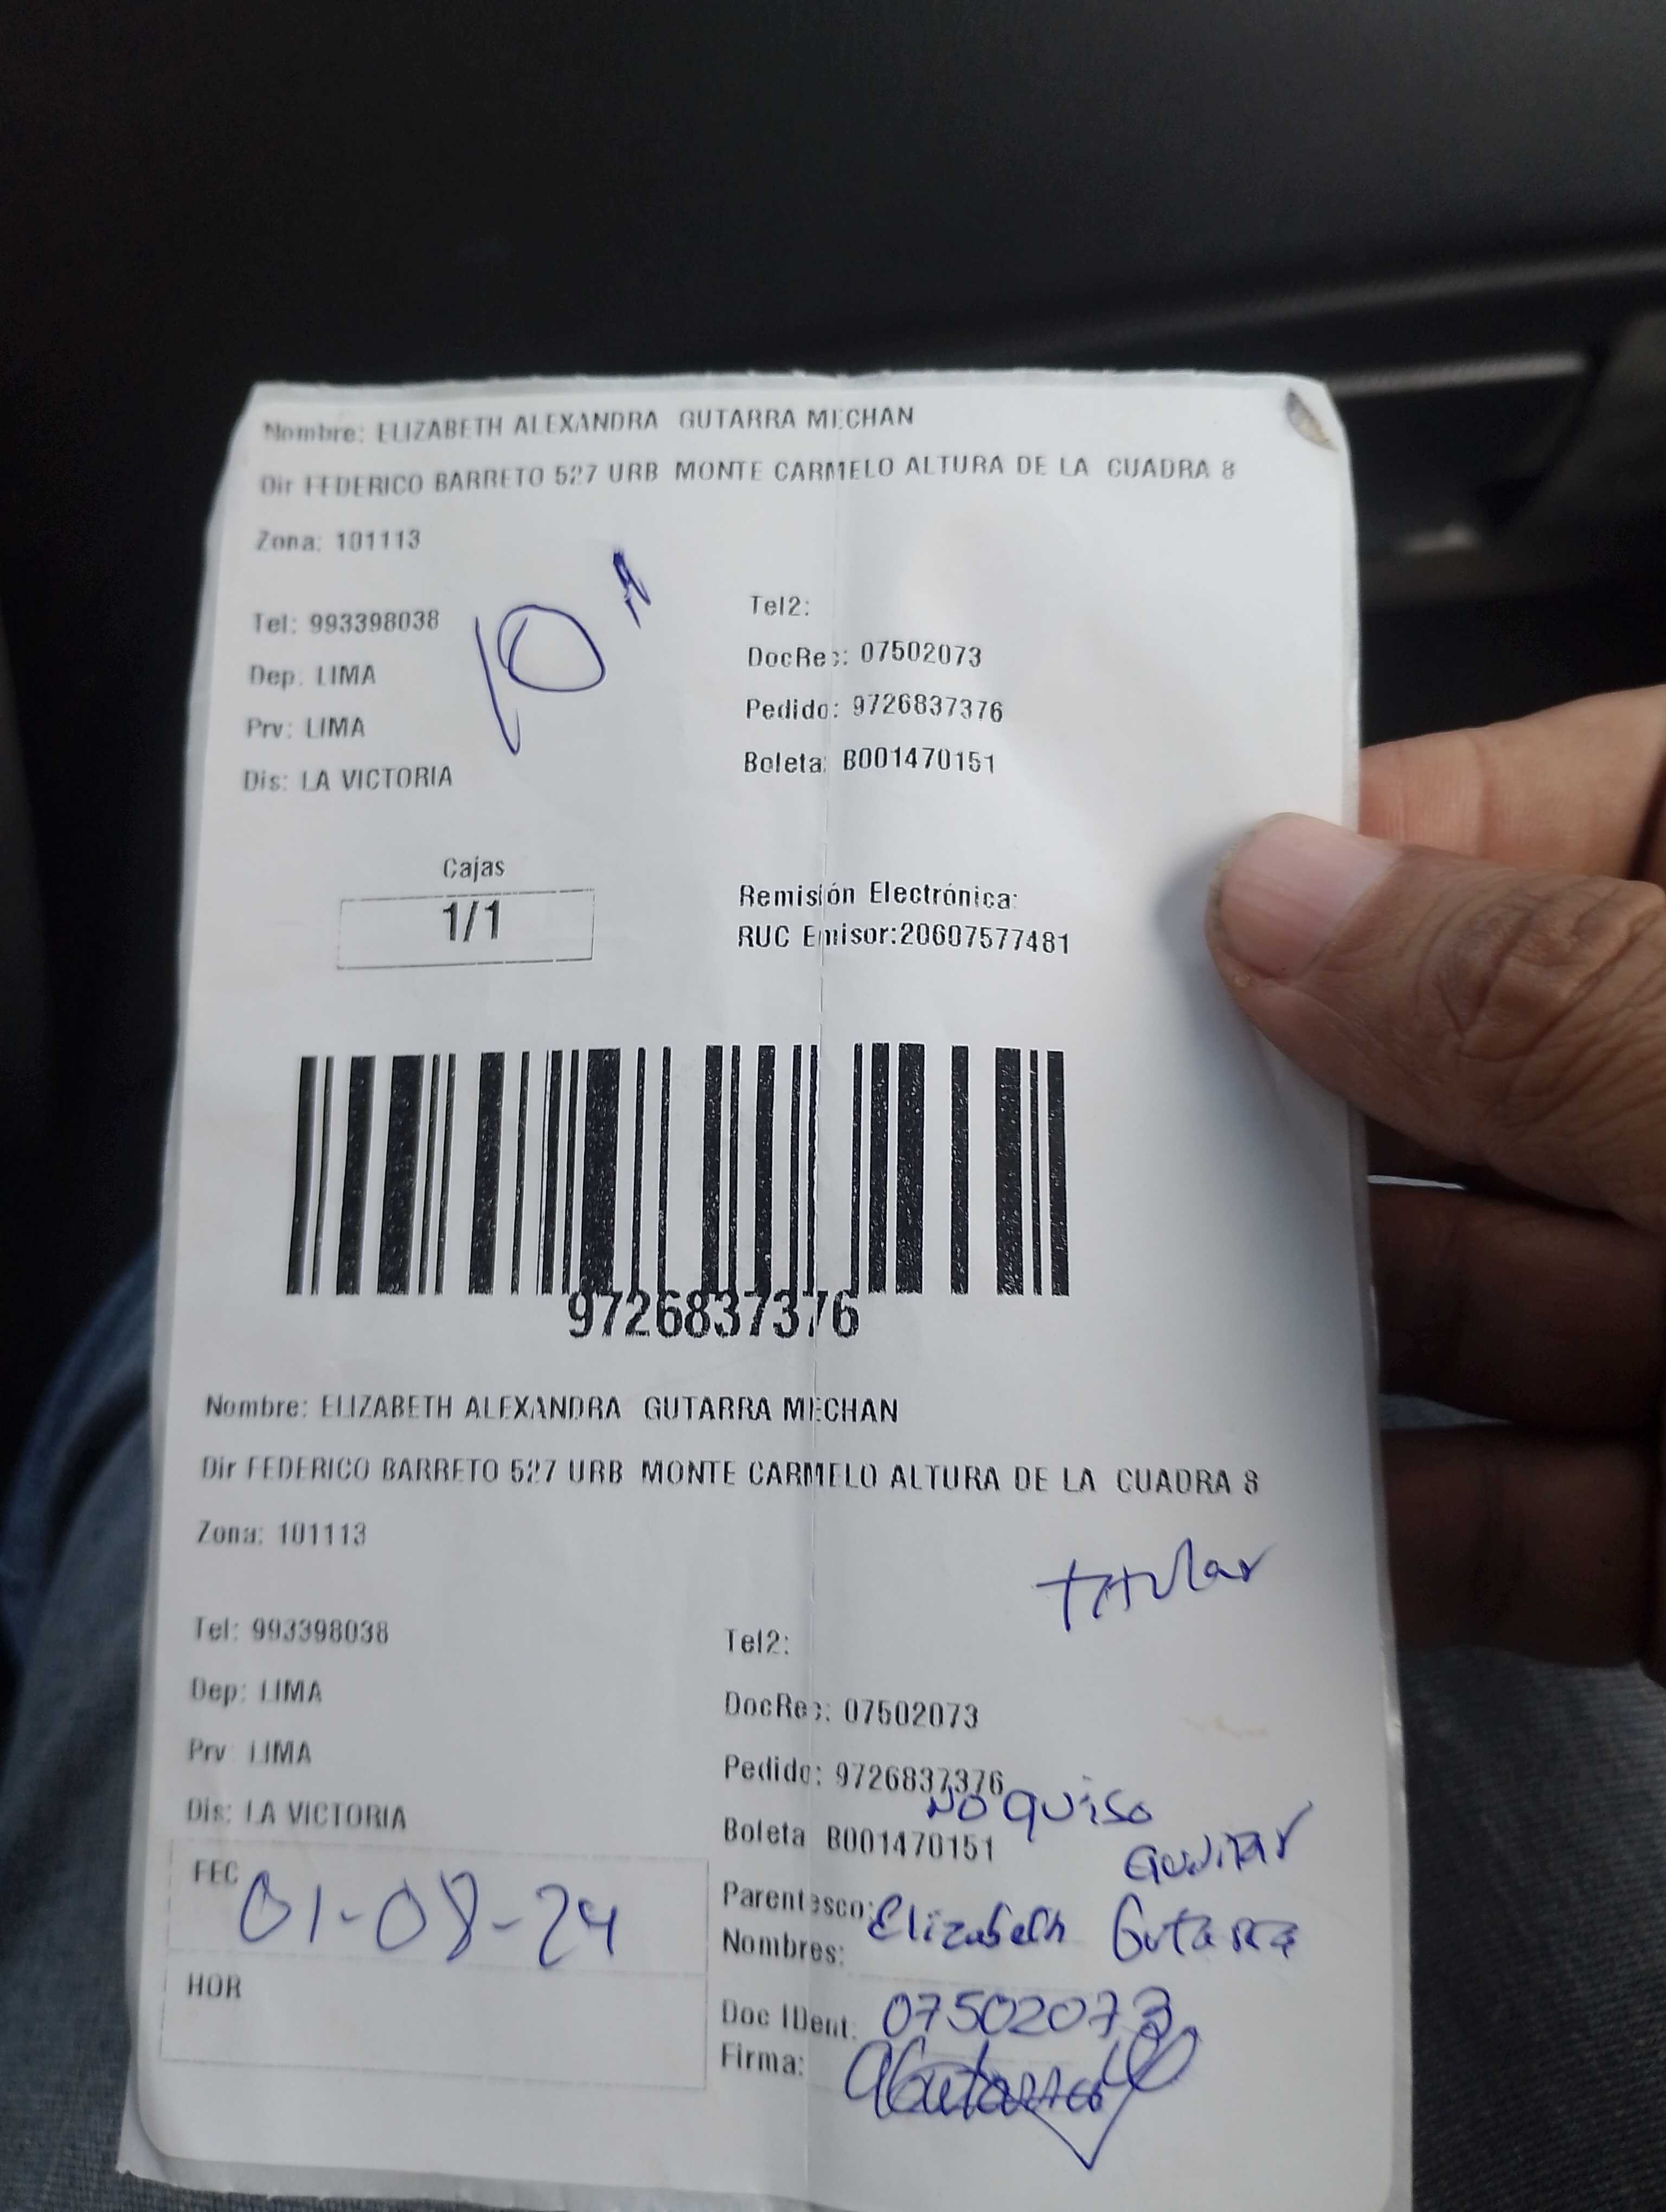 Nombre: ELIZABETH ALEXANDRA GUTARRA MECHAN
Dir FEDERICO BARRETO 527 URB MONTE CARMELO ALTURA DE LA CUADRA 8
Zona: 101113
10
Tel: 993398038
Tel2:
Dep: LIMA
DocRec: 07502073
Prv: LIMA
Pedido: 9726837376
Dis: LA VICTORIA
Boleta: B001470151
Cajas
1/1
Remisión Electrónica:
RUC Emisor:20607577481
9726837376
Nombre: ELIZABETH ALEXANDRA GUTARRA MECHAN
Dir FEDERICO BARRETO 527 URB MONTE CARMELO ALTURA DE LA CUADRA 8
Zona: 101113
titular
Tel: 993398038
Tel2:
Dep: LIMA
DocRec: 07502073
Prv LIMA
Pedido: 9726837376
Dis: LA VICTORIA
no quiso
Boleta B001470151
FEC 01-08-24
Parentesco:
Elizabeth Gutarra
Nombres:
HOR
Doc IDent: 07502073
Firma: